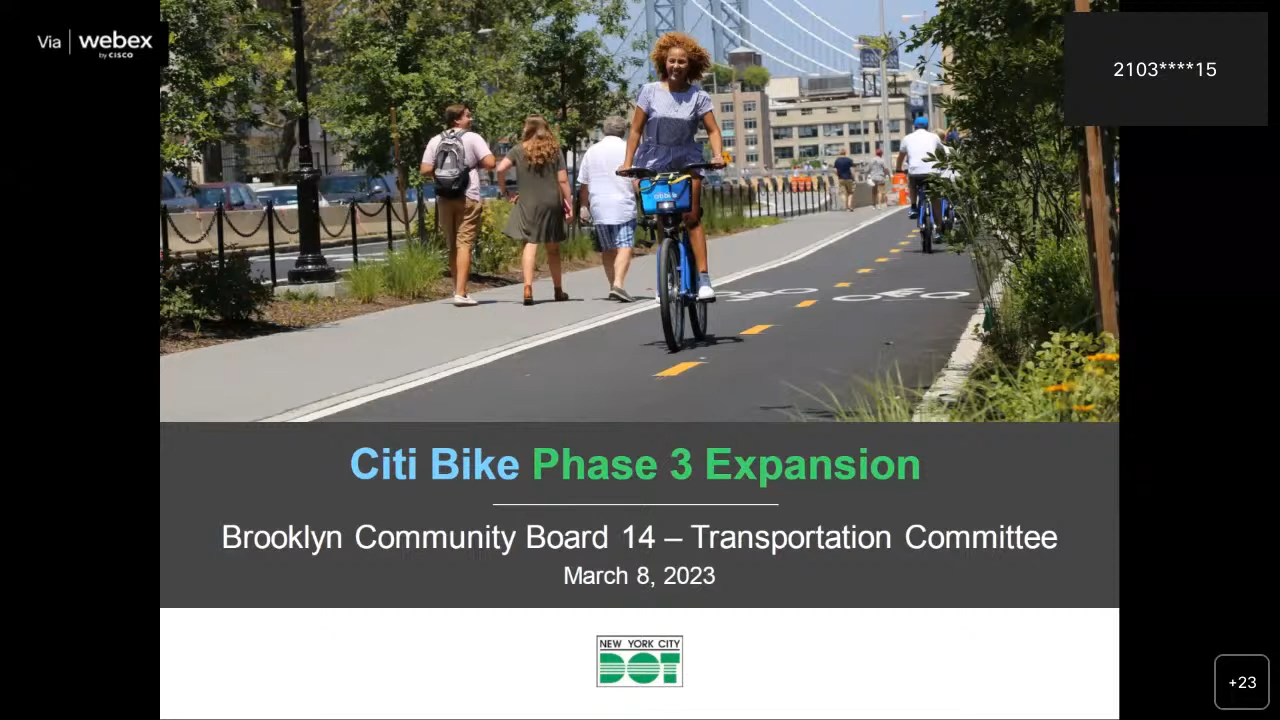 Via webex
by CISCO
2103****15
Citi Bike Phase 3 Expansion
Brooklyn Community Board 14 – Transportation Committee
March 8, 2023
NEW YORK CITY
DOT
+23